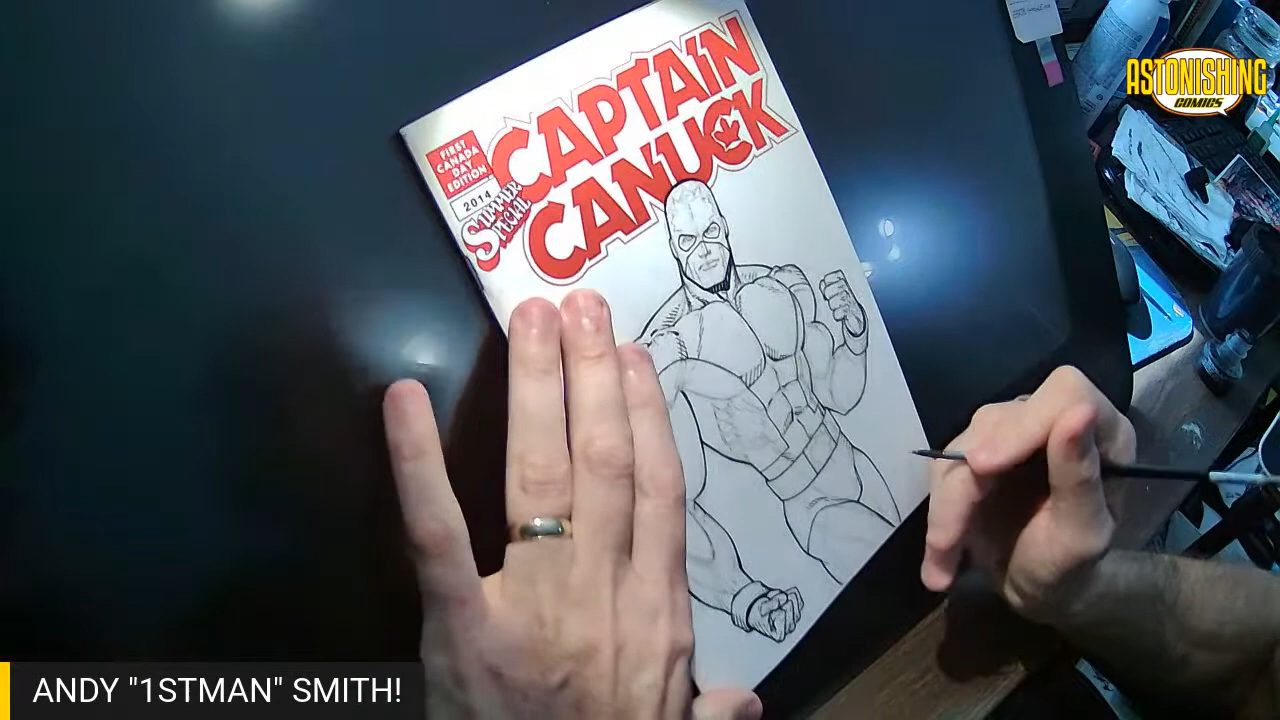 ASTONISHING
COMICS
CAPTAIN
CANUCK
FIRST
CANADA
DAY
EDITION
2014
SUMMER
SPECIAL
ANDY "1STMAN" SMITH!